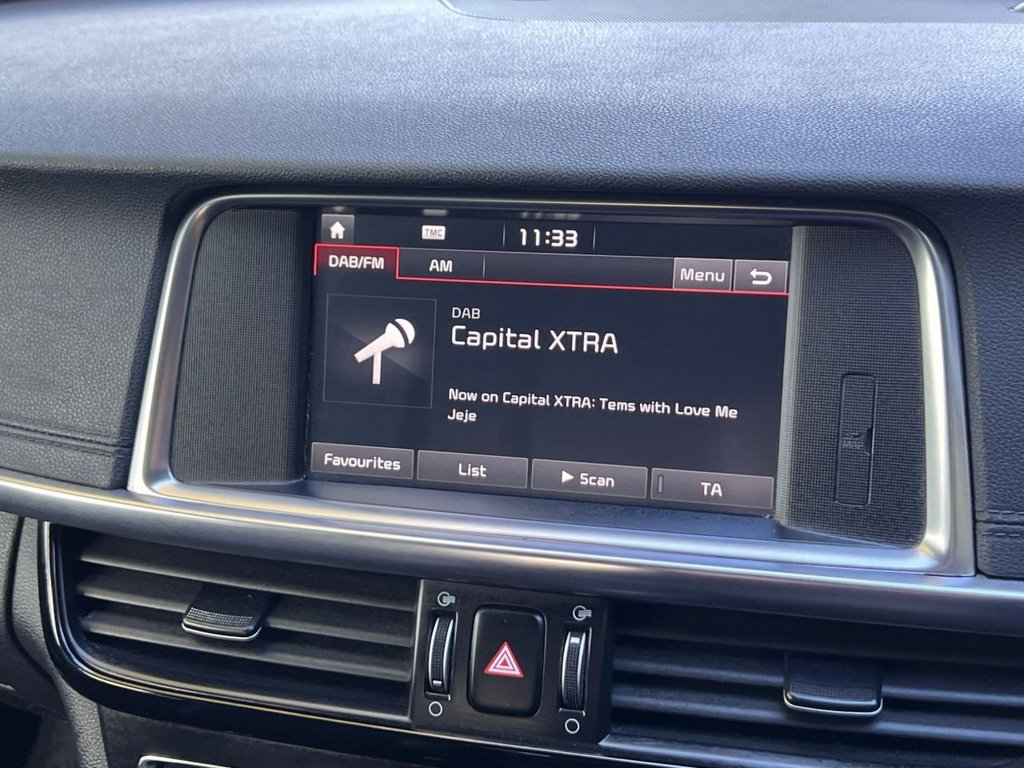 TMC
11:33
DAB/FM
AM
Menu
DAB
Capital XTRA
Now on Capital XTRA: Tems with Love Me
Jeje
Favourites
List
Scan
TA